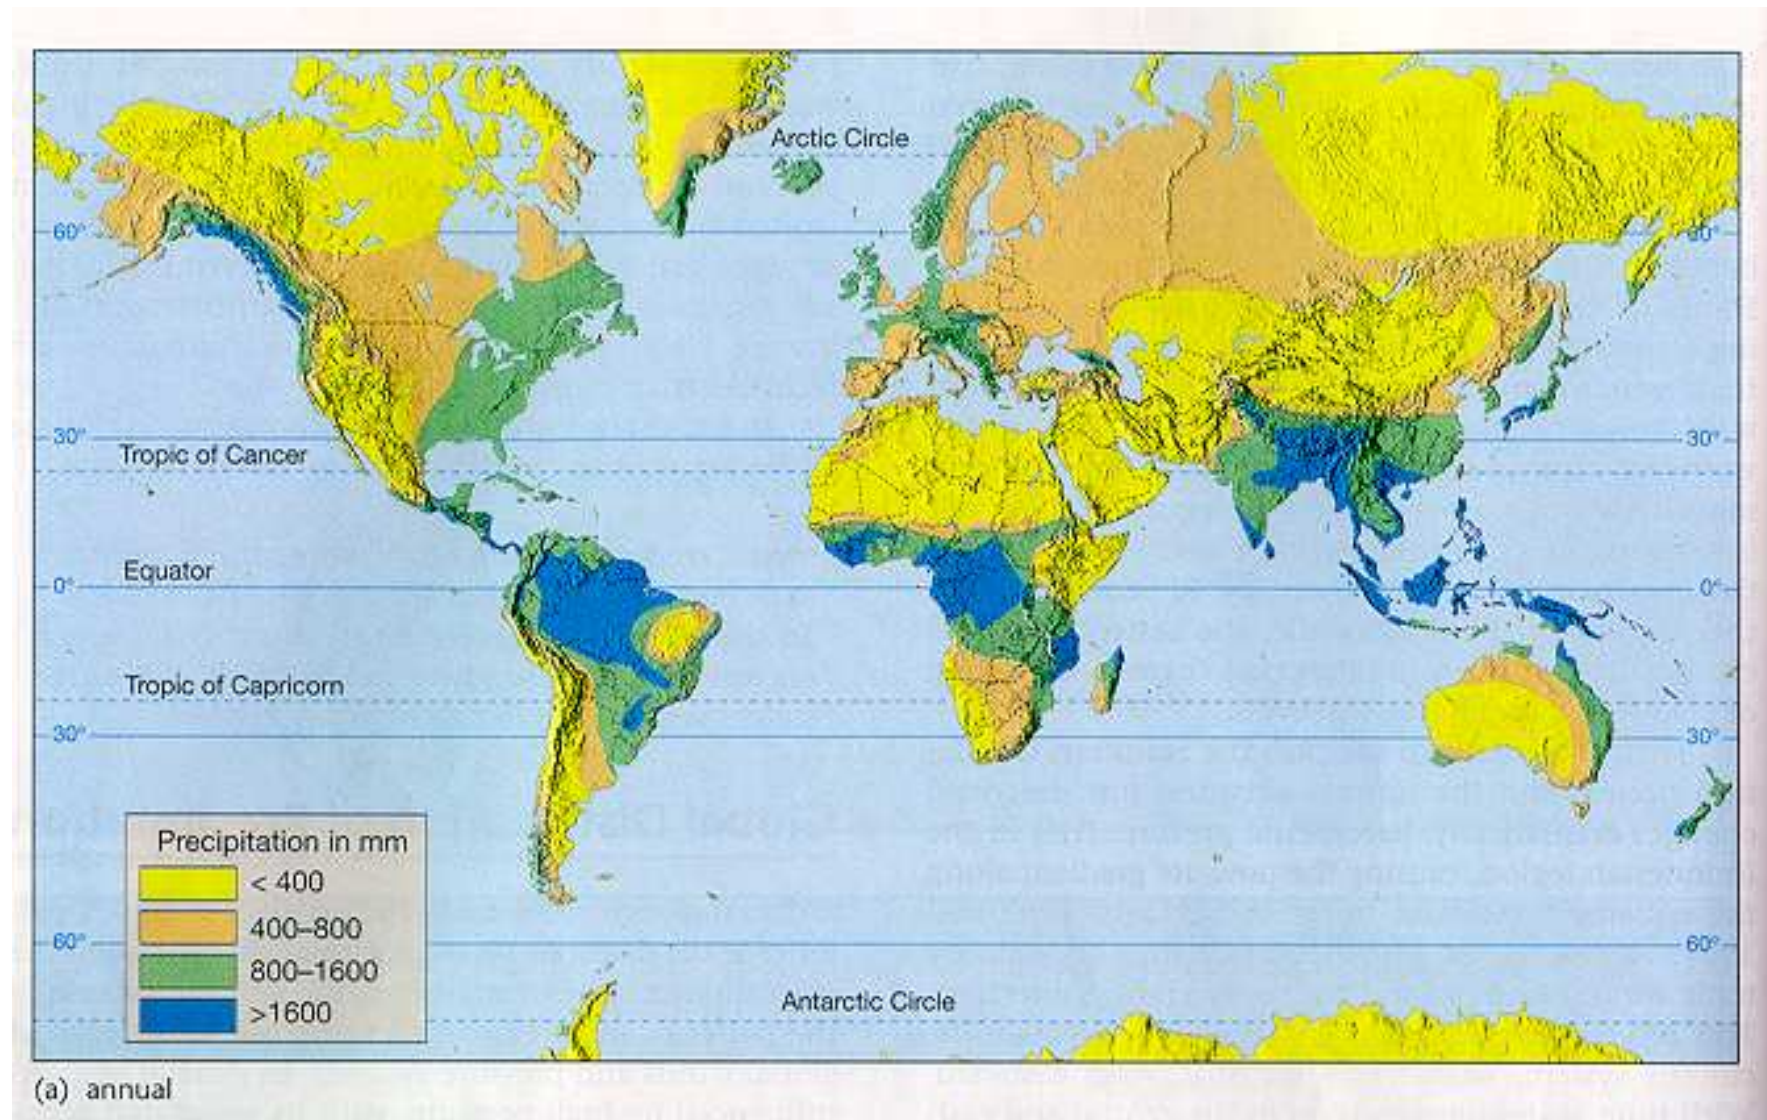 Arctic Circle
60°
60°
30°
30°
Tropic of Cancer
Equator
0°
0°
Tropic of Capricorn
30°
30°
Precipitation in mm
< 400
400–800
800–1600
>1600
60°
60°
Antarctic Circle
(a) annual